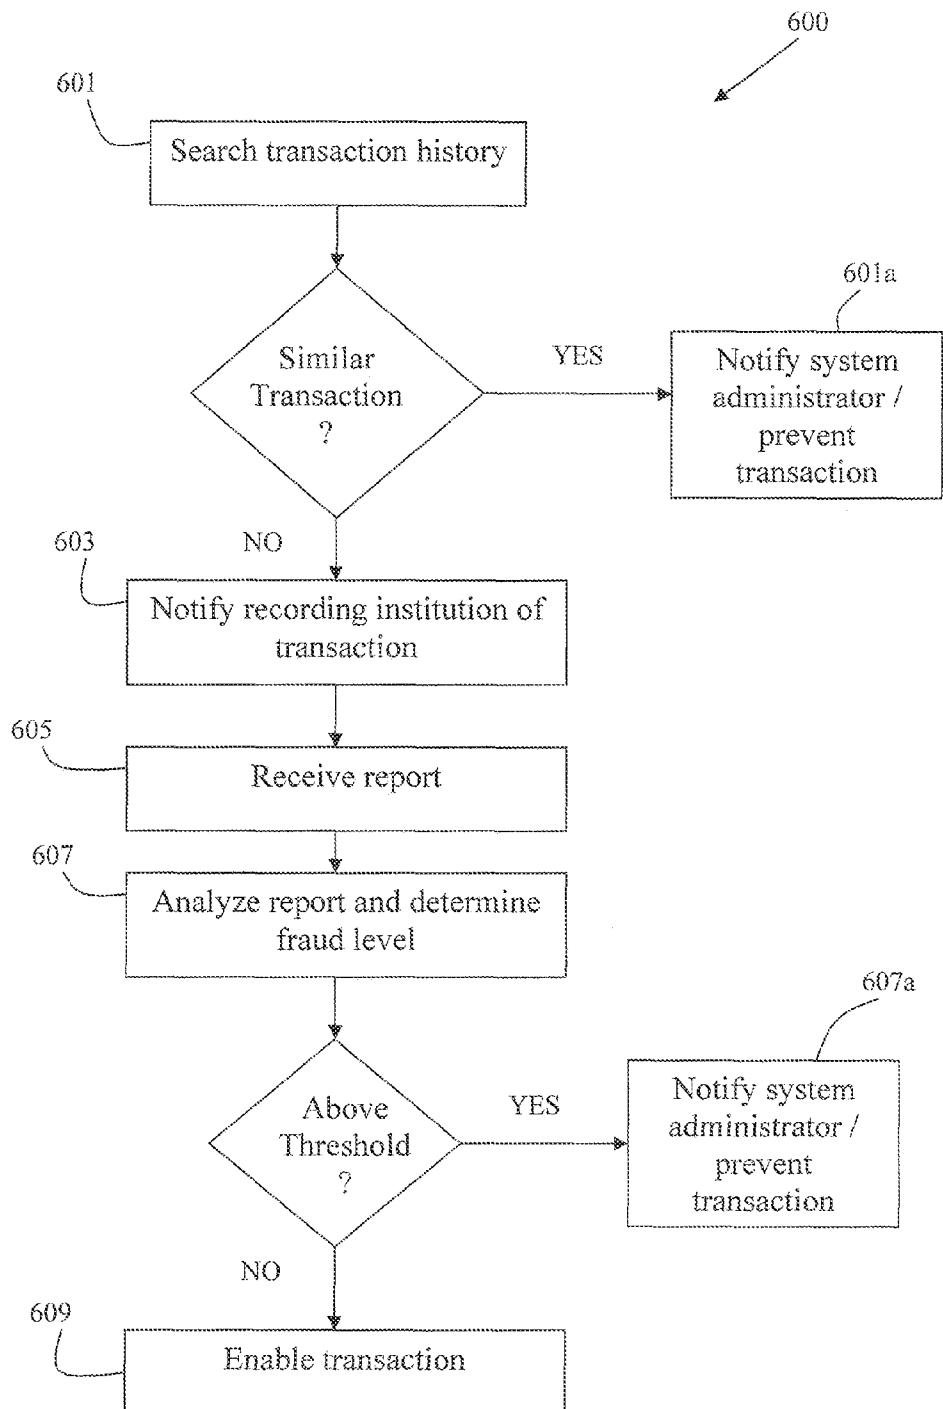 600
601
Search transaction history
601a
Similar
Transaction
?
YES
Notify system
administrator /
prevent
transaction
NO
603
Notify recording institution of
transaction
605
Receive report
607
Analyze report and determine
fraud level
607a
Above
Threshold
?
YES
Notify system
administrator /
prevent
transaction
NO
609
Enable transaction